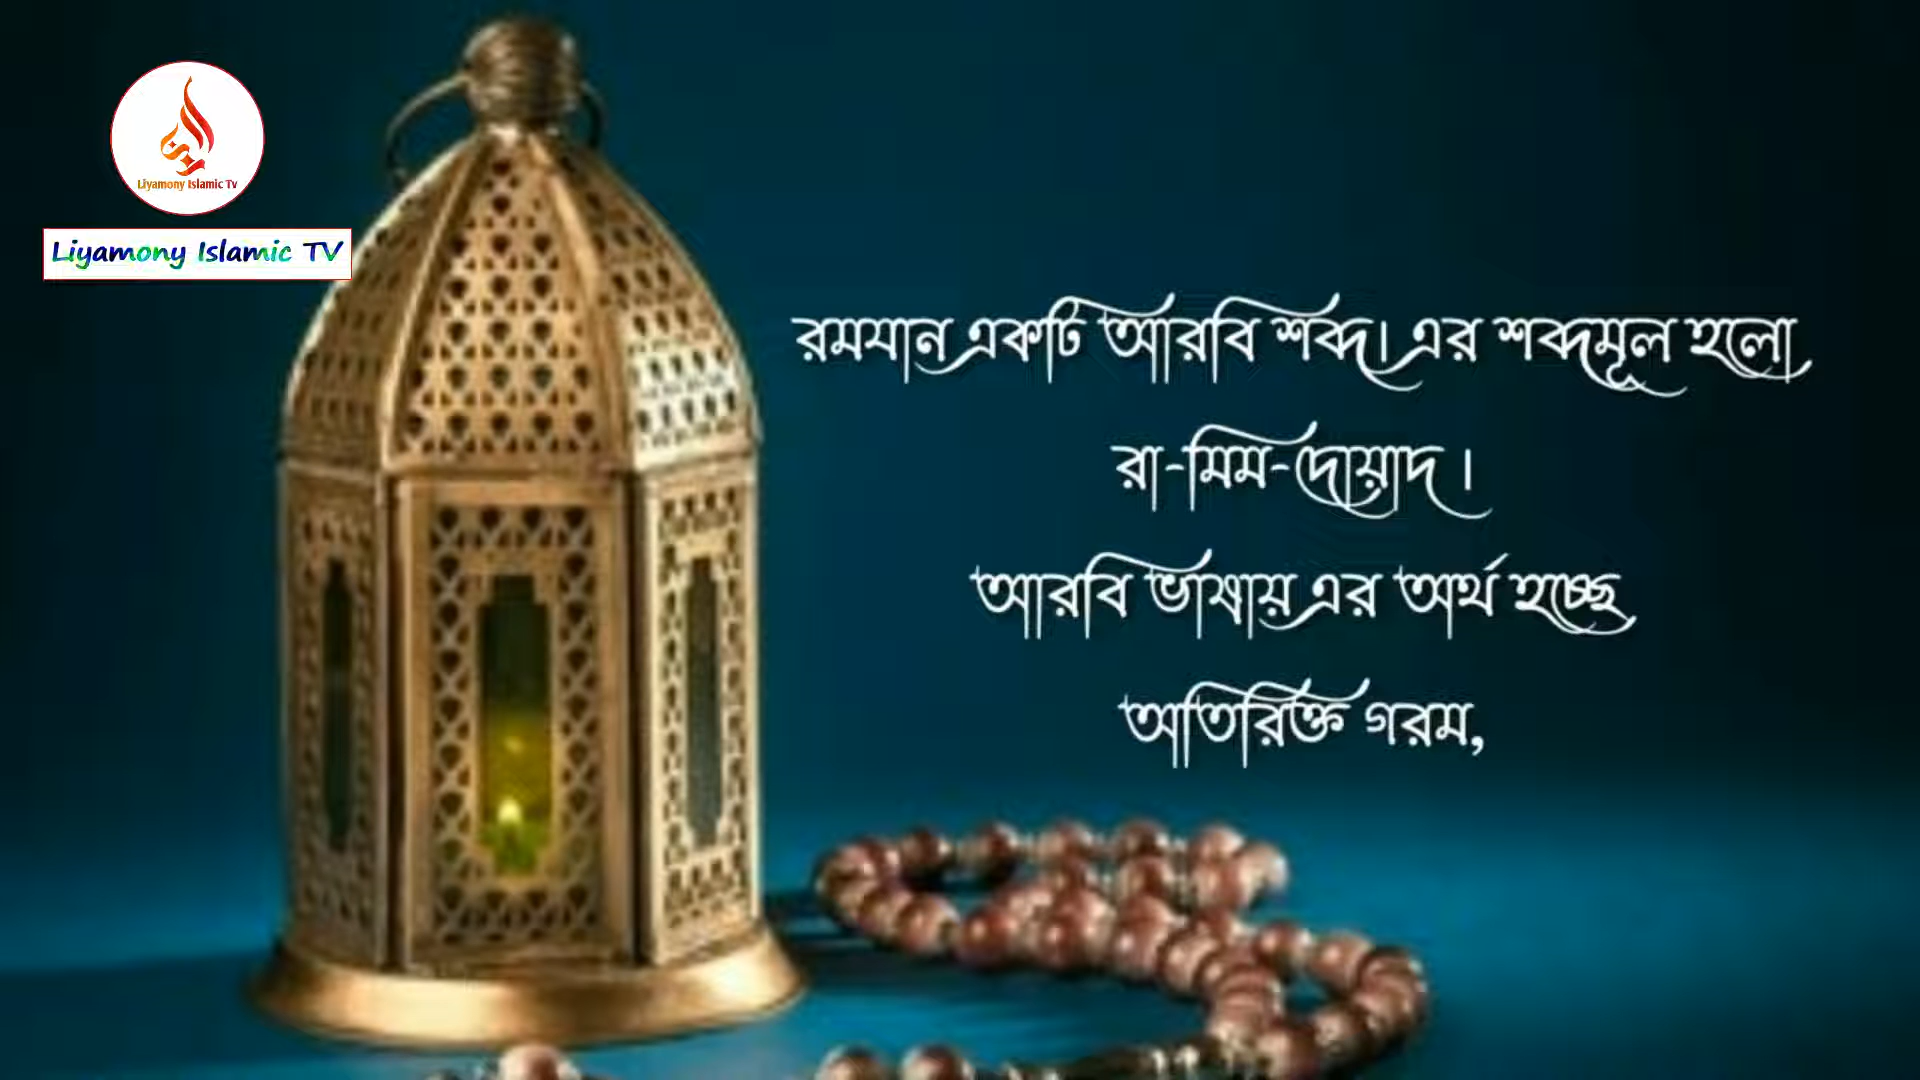 Liyamony Islamic Tv
Liyamony Islamic TV
রমযান একটি আরবি শব্দ। এর শব্দমূল হলো
রা-মিম-দোয়াদ।
আরবি ভাষায় এর অর্থ হচ্ছে
অতিরিক্ত গরম,